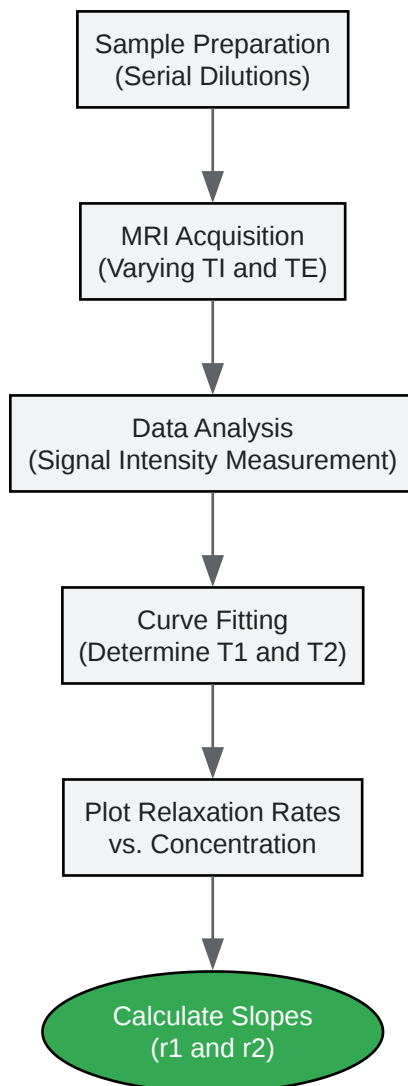 Sample Preparation
(Serial Dilutions)
MRI Acquisition
(Varying TI and TE)
Data Analysis
(Signal Intensity Measurement)
Curve Fitting
(Determine T1 and T2)
Plot Relaxation Rates
vs. Concentration
Calculate Slopes
(r1 and r2)